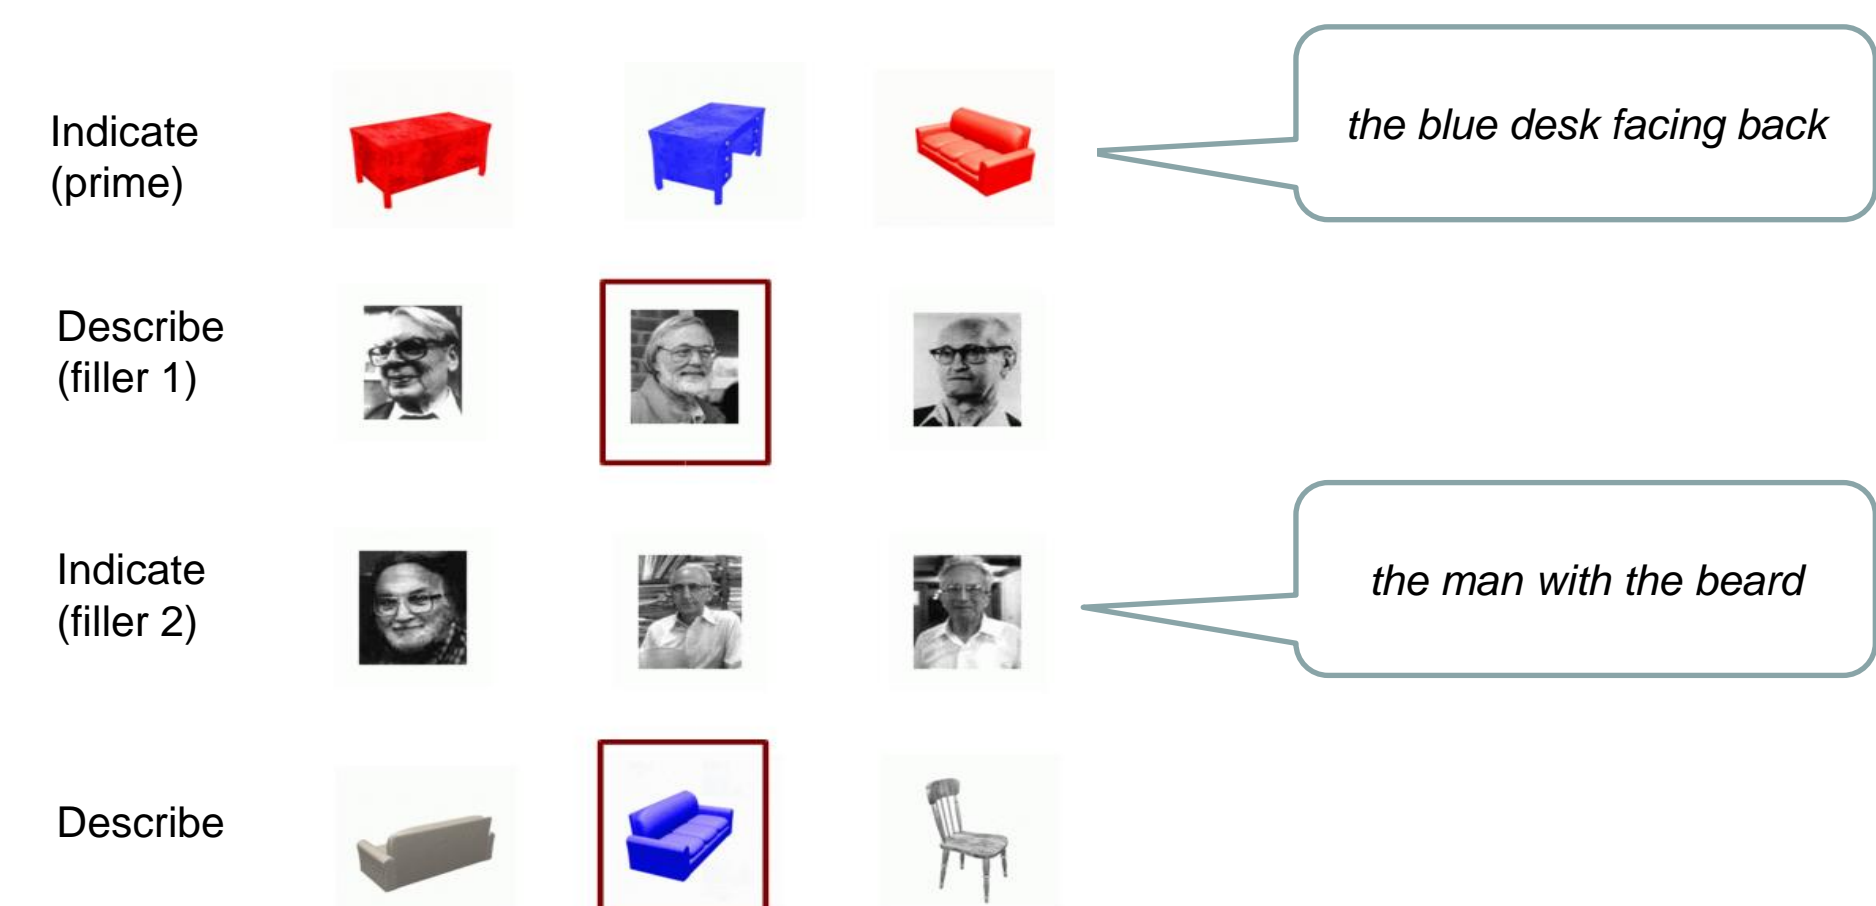 Indicate
(prime)
the blue desk facing back
Describe
(filler 1)
Indicate
(filler 2)
the man with the beard
Describe